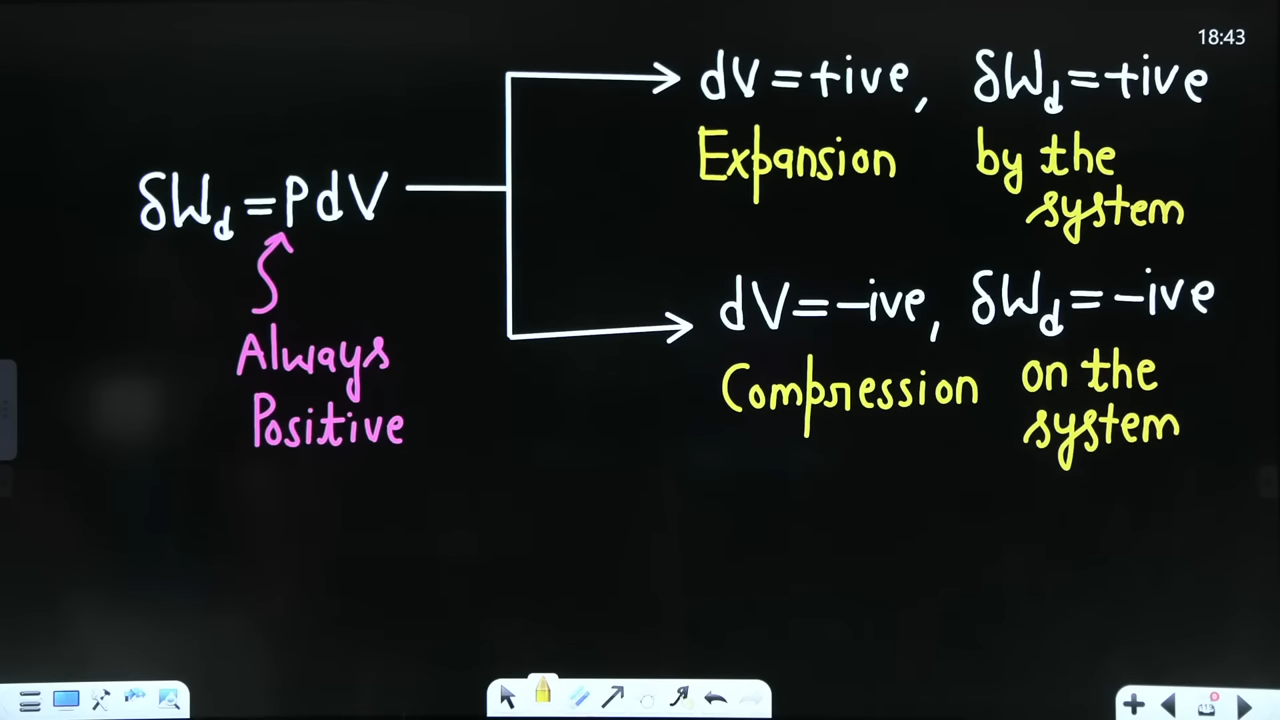 18:43
δW_d = P dV
Always
Positive
dV = +ive, δW_d = +ive
Expansion by the
system
dV = -ive, δW_d = -ive
Compression on the
system